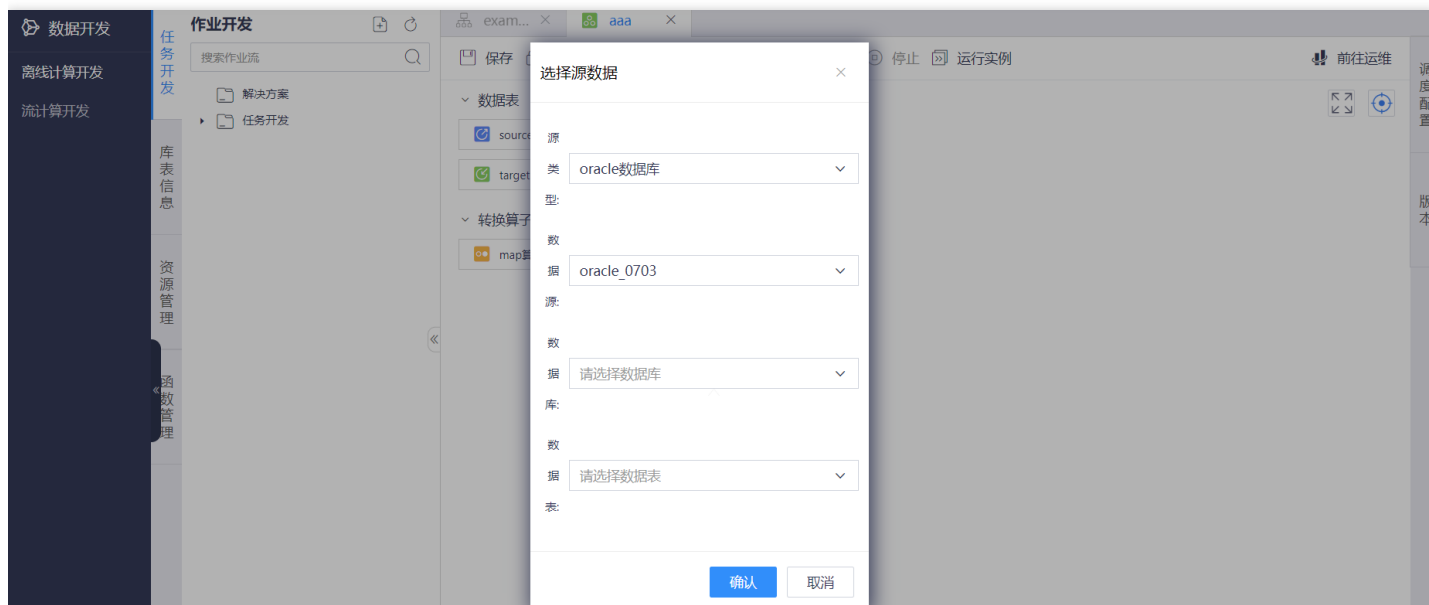 数据开发
离线计算开发
流计算开发
任务开发
库表信息
资源管理
函数管理
作业开发
搜索作业流
解决方案
任务开发
exam...
aaa
保存
停止
运行实例
前往运维
数据表
source
target
转换算子
map
选择源数据
源类型:
oracle数据库
数据源:
oracle_0703
数据库:
请选择数据库
数据表:
请选择数据表
确认
取消
调度配置
版本